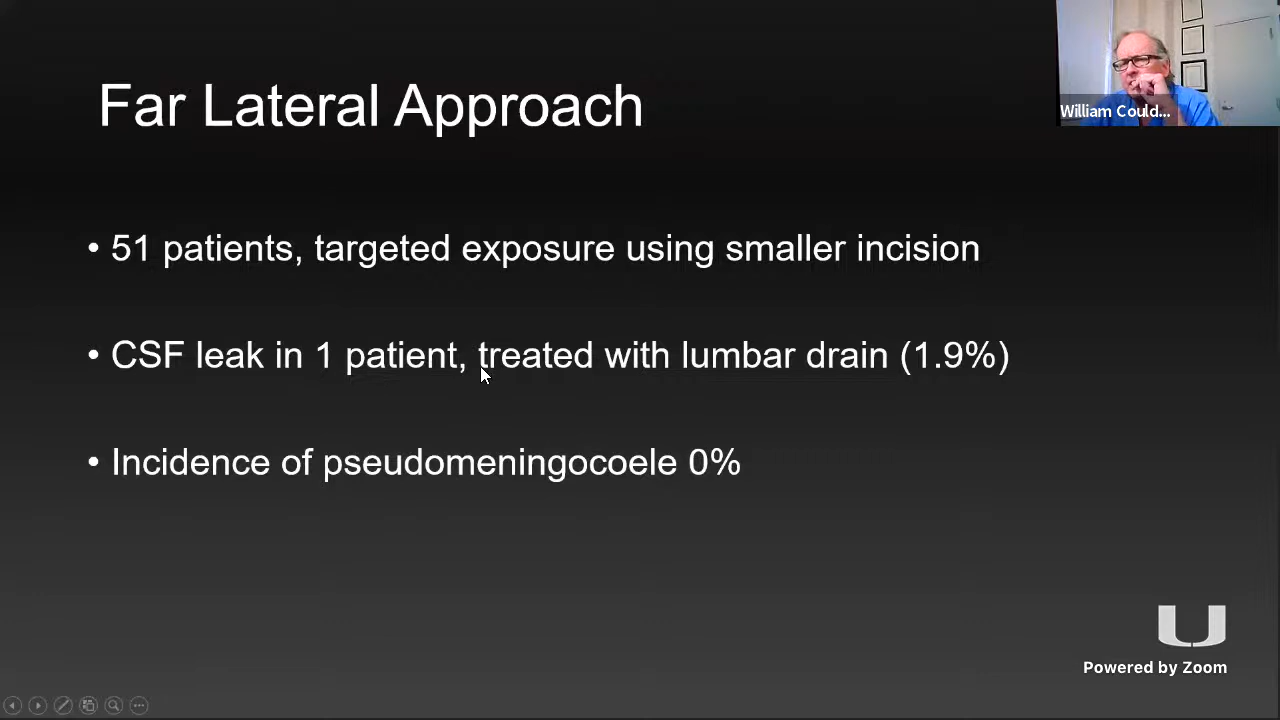 Far Lateral Approach
William Could...
• 51 patients, targeted exposure using smaller incision
• CSF leak in 1 patient, treated with lumbar drain (1.9%)
• Incidence of pseudomeningocoele 0%
U
Powered by Zoom